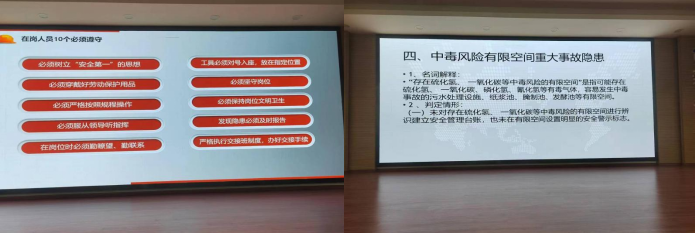 在岗人员10个必须遵守
必须树立“安全第一”的思想
必须穿戴好劳动保护用品
必须严格按照规程操作
必须服从领导听指挥
在岗位时必须勤瞭望、勤联系
工具必须对号入座，放在指定位置
必须坚守岗位
必须保持岗位文明卫生
发现隐患必须及时报告
严格执行交接班制度，办好交接手续
四、中毒风险有限空间重大事故隐患
• 1、名词解释：
• “存在硫化氢、一氧化碳等中毒风险的有限空间”是指可能存在
硫化氢、一氧化碳、磷化氢、氰化氢等有毒气体，容易发生中毒
事故的污水处理设施、纸浆池、腌制池、发酵池等有限空间。
• 2、判定情形：
（一）未对存在硫化氢、一氧化碳等中毒风险的有限空间进行辨
识建立安全管理台账，也未在有限空间设置明显的安全警示标志。